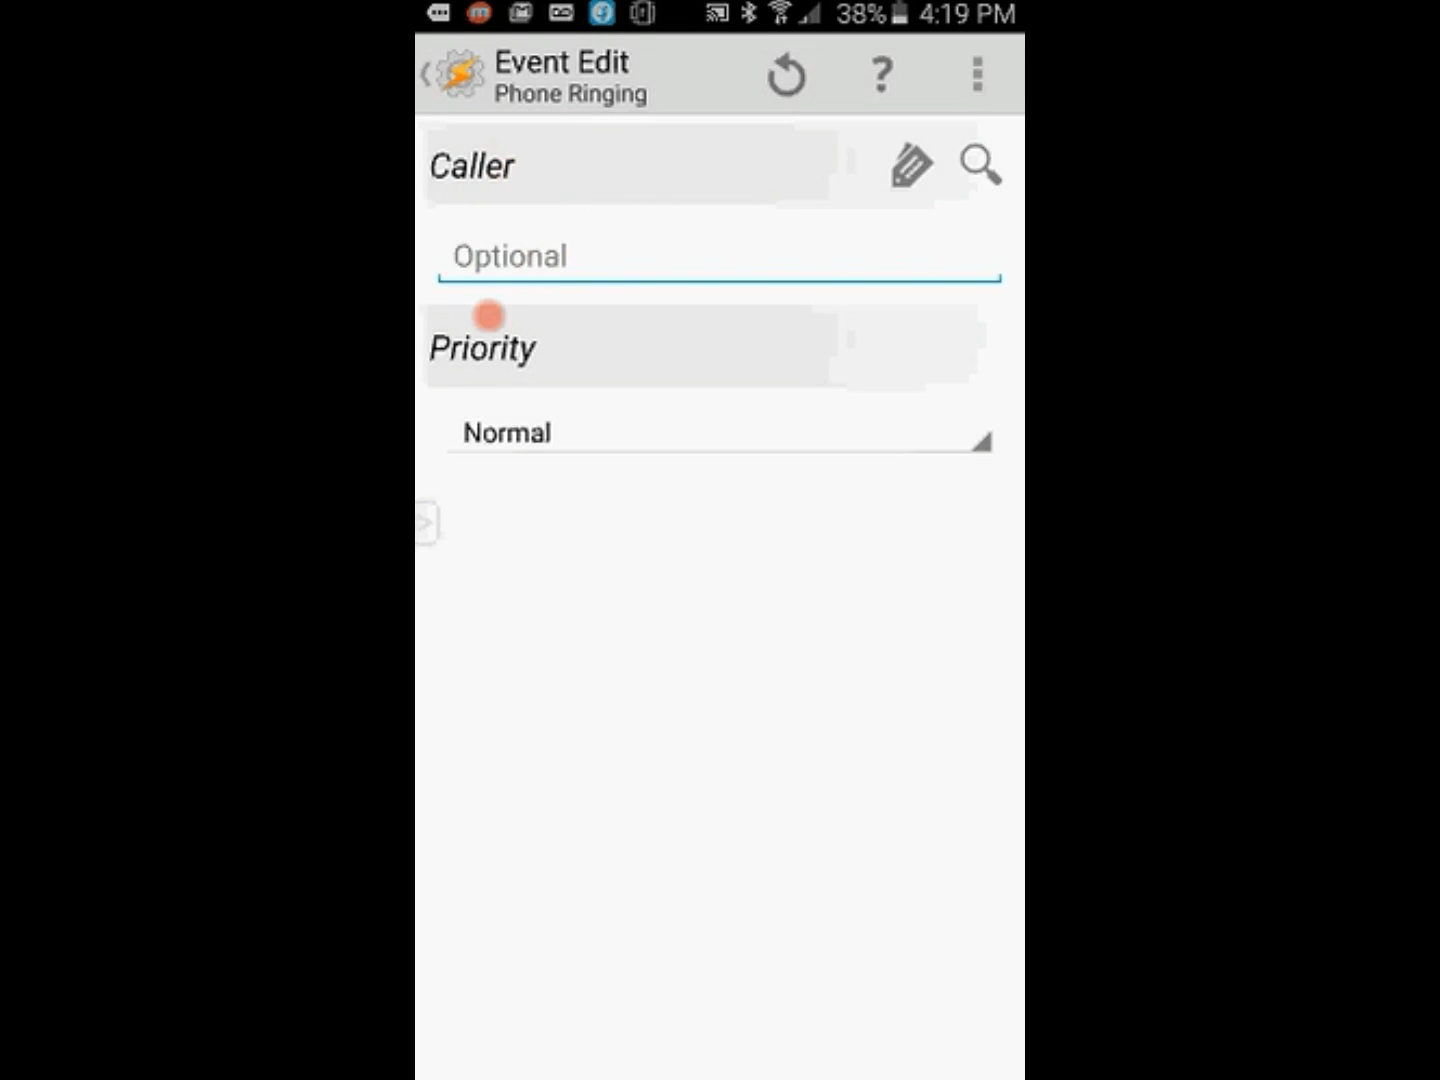 38% 4:19 PM
Event Edit
Phone Ringing
?
Caller
Optional
Priority
Normal